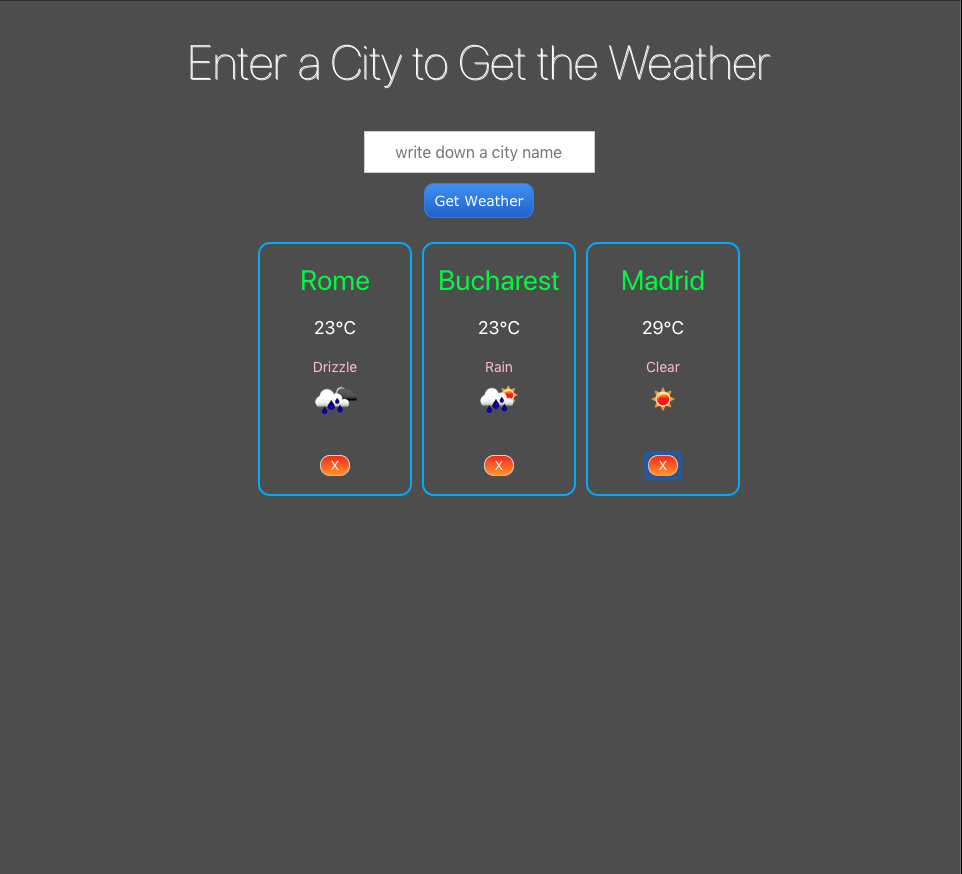 Enter a City to Get the Weather
write down a city name
Get Weather
Rome
23°C
Drizzle
X
Bucharest
23°C
Rain
X
Madrid
29°C
Clear
X